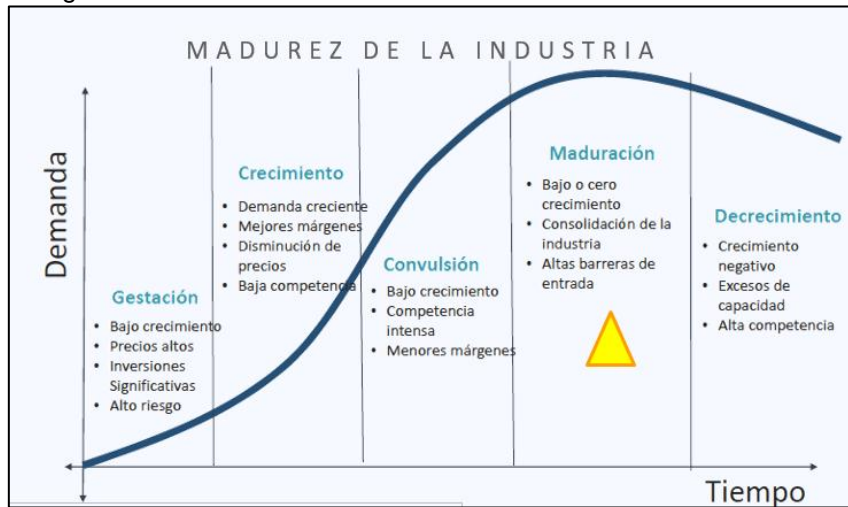 MADUREZ DE LA INDUSTRIA
Demanda
Gestación
• Bajo crecimiento
• Precios altos
• Inversiones
Significativas
• Alto riesgo
Crecimiento
• Demanda creciente
• Mejores márgenes
• Disminución de
precios
• Baja competencia
Convulsión
• Bajo crecimiento
• Competencia
intensa
• Menores márgenes
Maduración
• Bajo o cero
crecimiento
• Consolidación de la
industria
• Altas barreras de
entrada
Decrecimiento
• Crecimiento
negativo
• Excesos de
capacidad
• Alta competencia
Tiempo